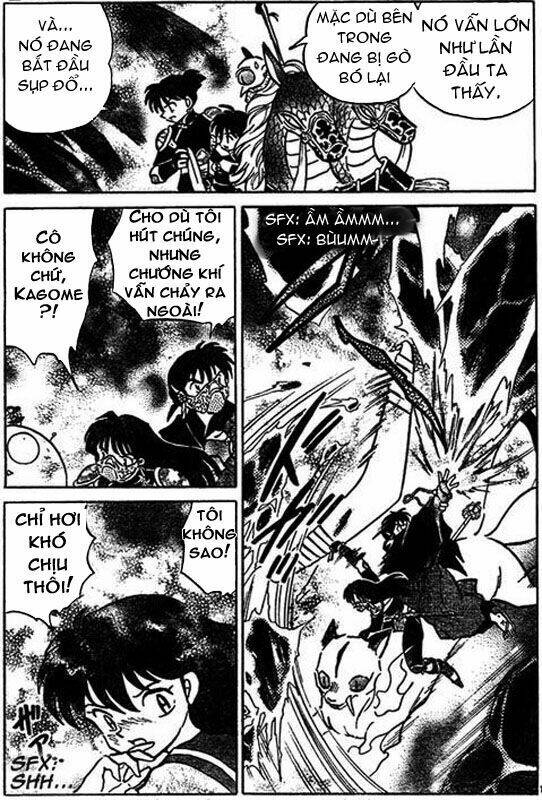 NÓ VẪN LỚN
NHƯ LẦN
ĐẦU TA
THẤY.
MẶC DÙ BÊN
TRONG
ĐANG BỊ GÒ
BÓ LẠI
VÀ...
NÓ ĐANG
BẮT ĐẦU
SỤP ĐỔ...
SFX: ẦM ẦMMM...
SFX: BÙUMM
CHO DÙ TÔI
HÚT CHÚNG,
NHƯNG
CHƯỚNG KHÍ
VẪN CHẢY RA
NGOÀI!
CÔ
KHÔNG
CHỨ,
KAGOME
?!
TÔI
KHÔNG
SAO!
CHỈ HƠI
KHÓ
CHỊU
THÔI!
SFX:
SHH...